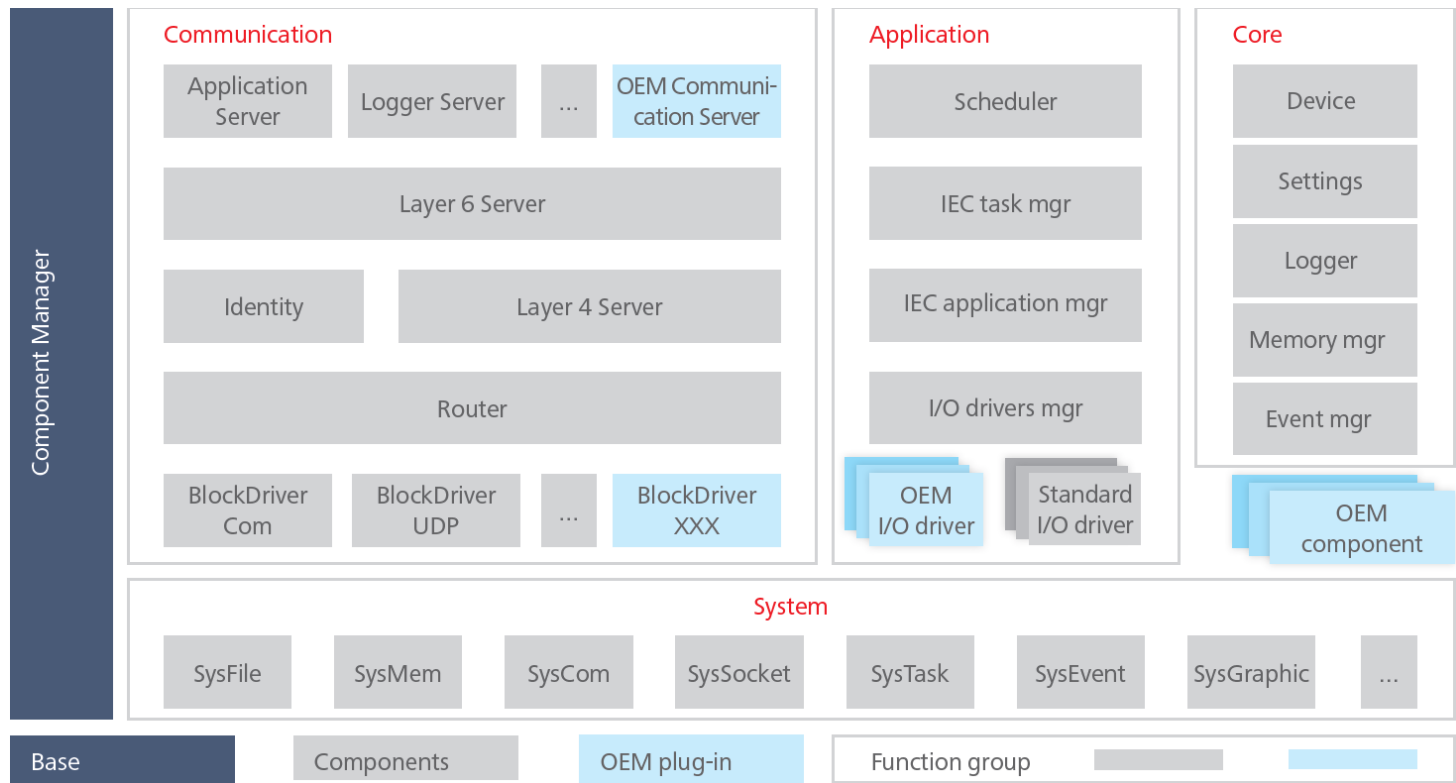 Component Manager
Communication
Application
Server
Logger Server
...
OEM Communi-
cation Server
Layer 6 Server
Identity
Layer 4 Server
Router
BlockDriver
Com
BlockDriver
UDP
...
BlockDriver
XXX
Application
Scheduler
IEC task mgr
IEC application mgr
I/O drivers mgr
OEM
I/O driver
Standard
I/O driver
Core
Device
Settings
Logger
Memory mgr
Event mgr
OEM
component
System
SysFile
SysMem
SysCom
SysSocket
SysTask
SysEvent
SysGraphic
...
Base
Components
OEM plug-in
Function group